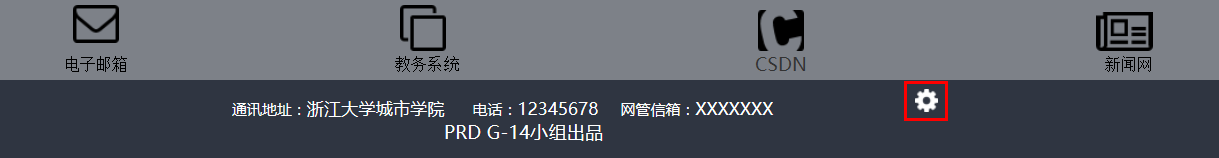 电子邮箱 教务系统 CSDN 新闻网
通讯地址：浙江大学城市学院 电话：12345678 网管信箱：XXXXXXX
PRD G-14小组出品